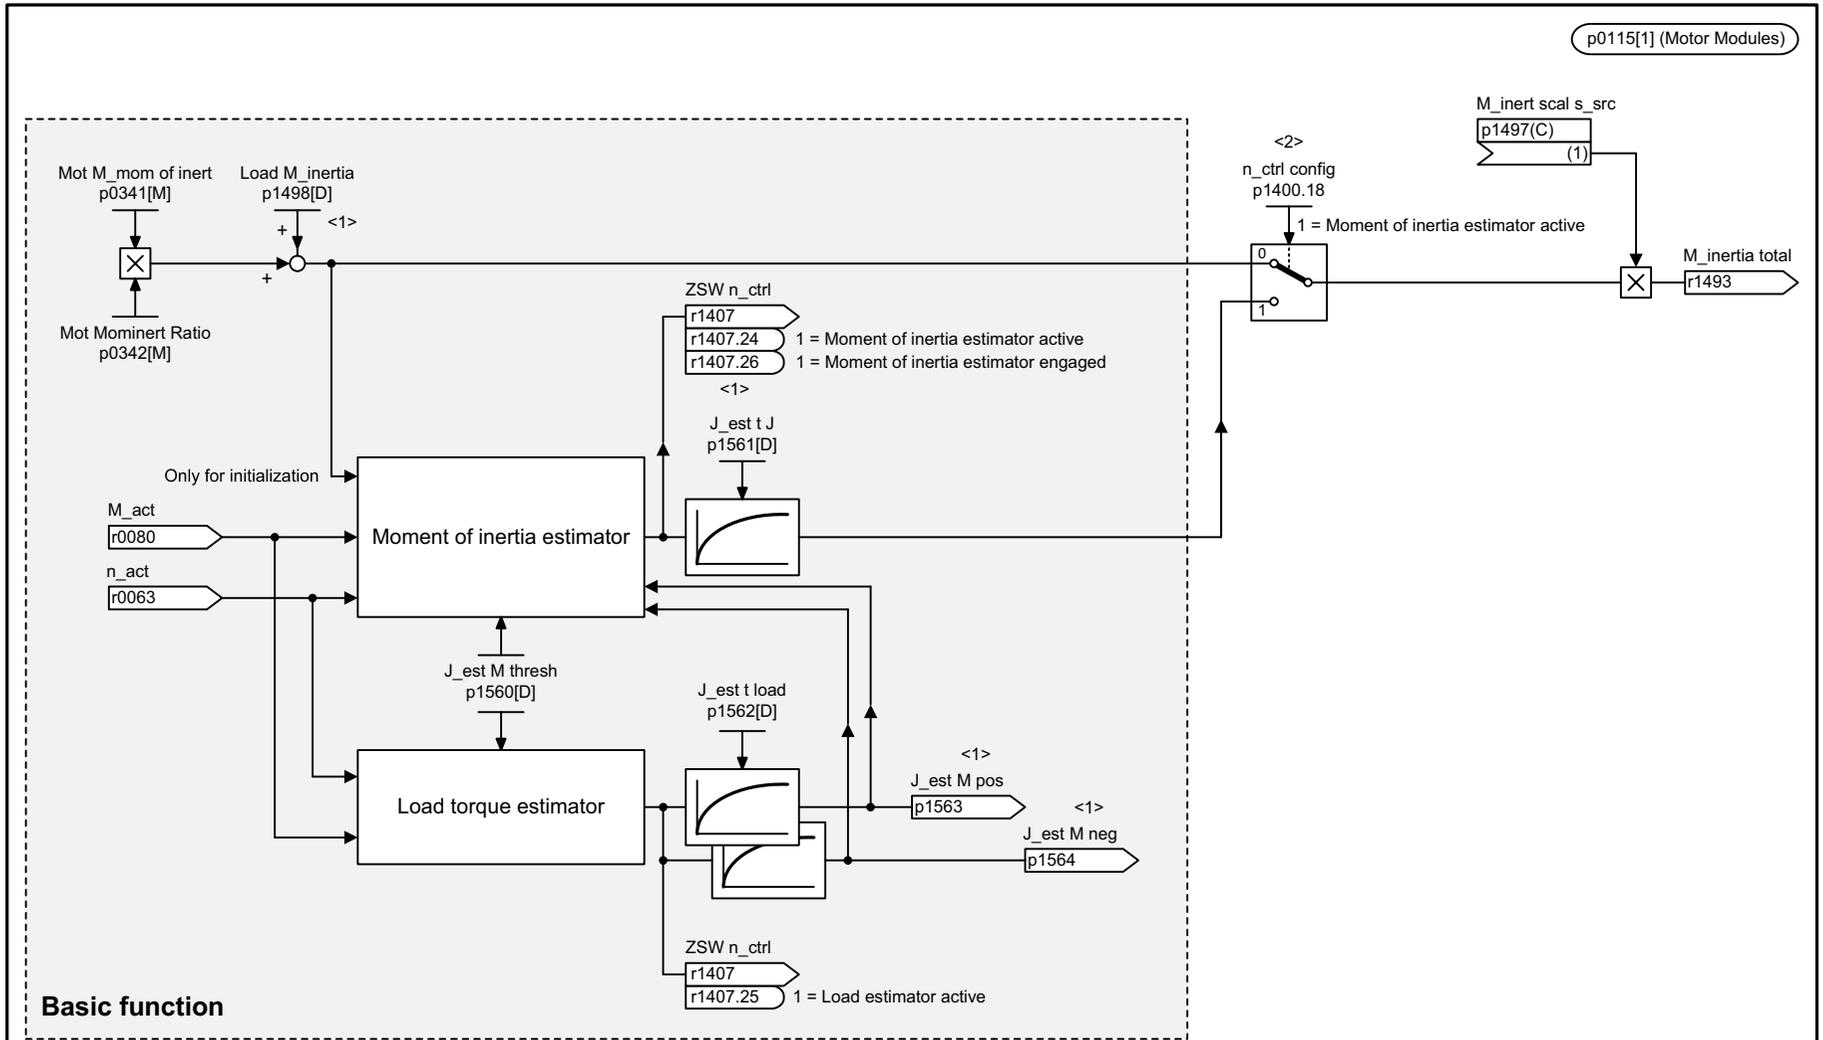 p0115[1] (Motor Modules)
M_inert scal s_src
p1497(C)
(1)
<2>
n_ctrl config
p1400.18
1 = Moment of inertia estimator active
0
1
M_inertia total
r1493
Mot M_mom of inert
p0341[M]
Load M_inertia
p1498[D]
<1>
+
+
Mot Mominert Ratio
p0342[M]
ZSW n_ctrl
r1407
r1407.24 1 = Moment of inertia estimator active
r1407.26 1 = Moment of inertia estimator engaged
<1>
J_est t J
p1561[D]
Only for initialization
M_act
r0080
n_act
r0063
Moment of inertia estimator
J_est M thresh
p1560[D]
J_est t load
p1562[D]
Load torque estimator
<1>
J_est M pos
p1563
<1>
J_est M neg
p1564
ZSW n_ctrl
r1407
r1407.25 1 = Load estimator active
Basic function